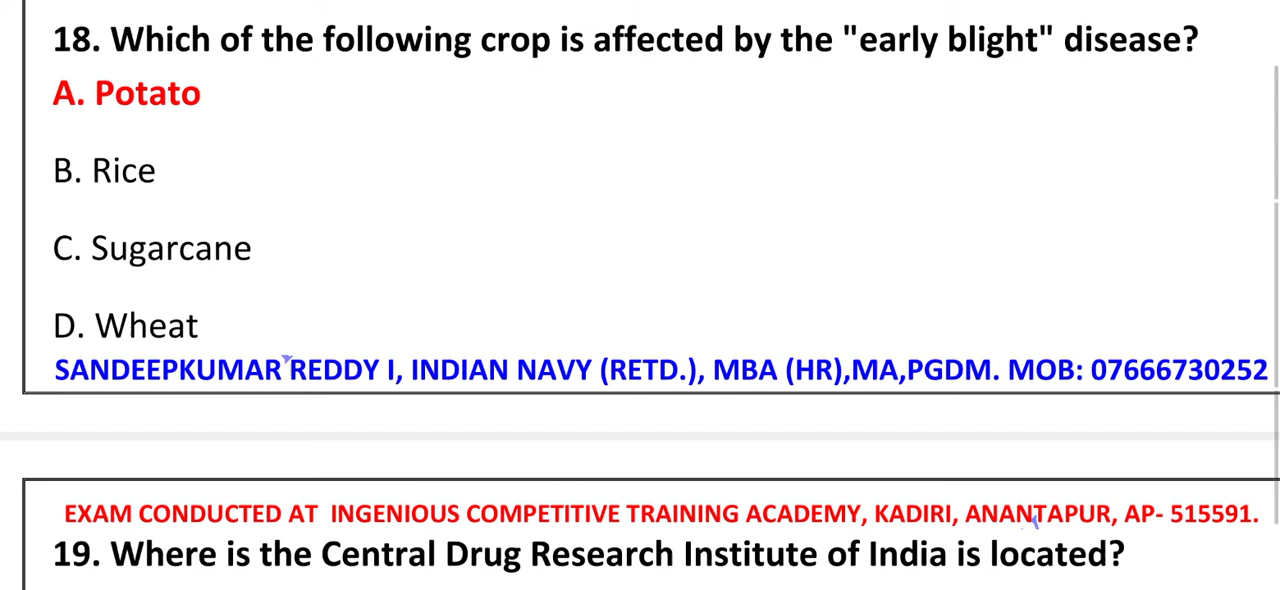 18. Which of the following crop is affected by the "early blight" disease?
A. Potato
B. Rice
C. Sugarcane
D. Wheat
SANDEEPKUMAR REDDY I, INDIAN NAVY (RETD.), MBA (HR),MA,PGDM. MOB: 07666730252
EXAM CONDUCTED AT INGENIOUS COMPETITIVE TRAINING ACADEMY, KADIRI, ANANTAPUR, AP- 515591.
19. Where is the Central Drug Research Institute of India is located?